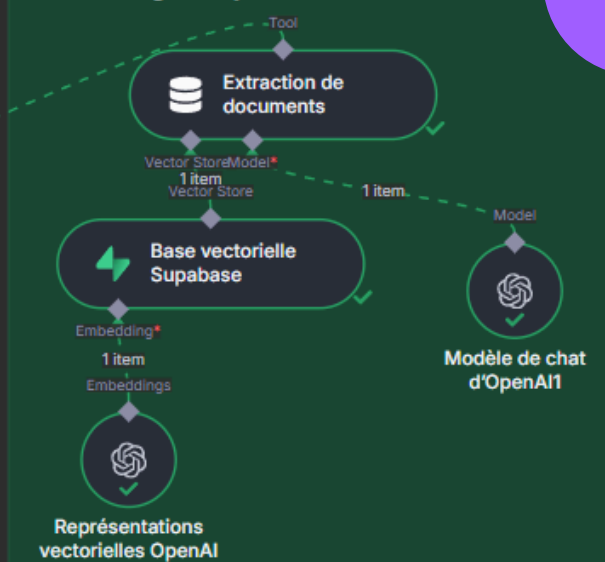 Tool
Extraction de
documents
Vector Store
Model*
1 item
Vector Store
1 item
Model
Base vectorielle
Supabase
Embedding*
1 item
Embeddings
Modèle de chat
d'OpenAI1
Représentations
vectorielles OpenAI